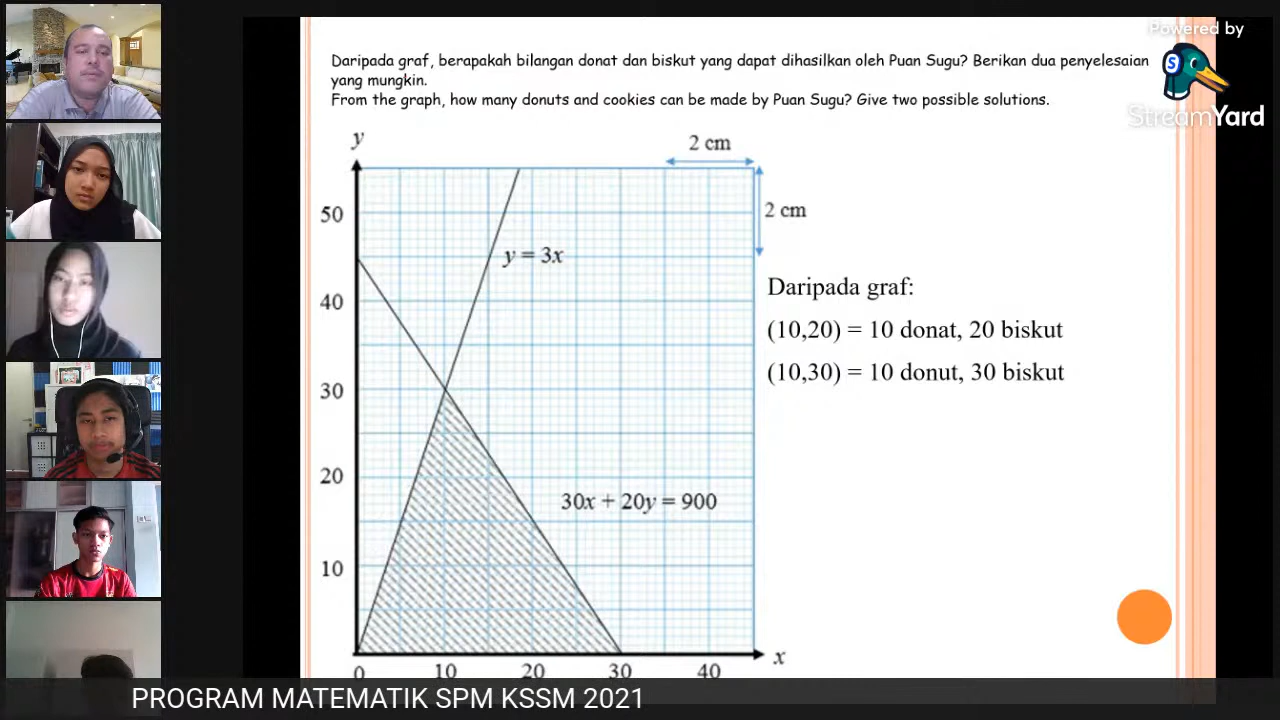 Powered by
StreamYard
Daripada graf, berapakah bilangan donat dan biskut yang dapat dihasilkan oleh Puan Sugu? Berikan dua penyelesaian
yang mungkin.
From the graph, how many donuts and cookies can be made by Puan Sugu? Give two possible solutions.
y
2 cm
50
2 cm
y = 3x
Daripada graf:
40
(10,20) = 10 donat, 20 biskut
(10,30) = 10 donut, 30 biskut
30
20
30x + 20y = 900
10
x
0 10 20 30 40
PROGRAM MATEMATIK SPM KSSM 2021